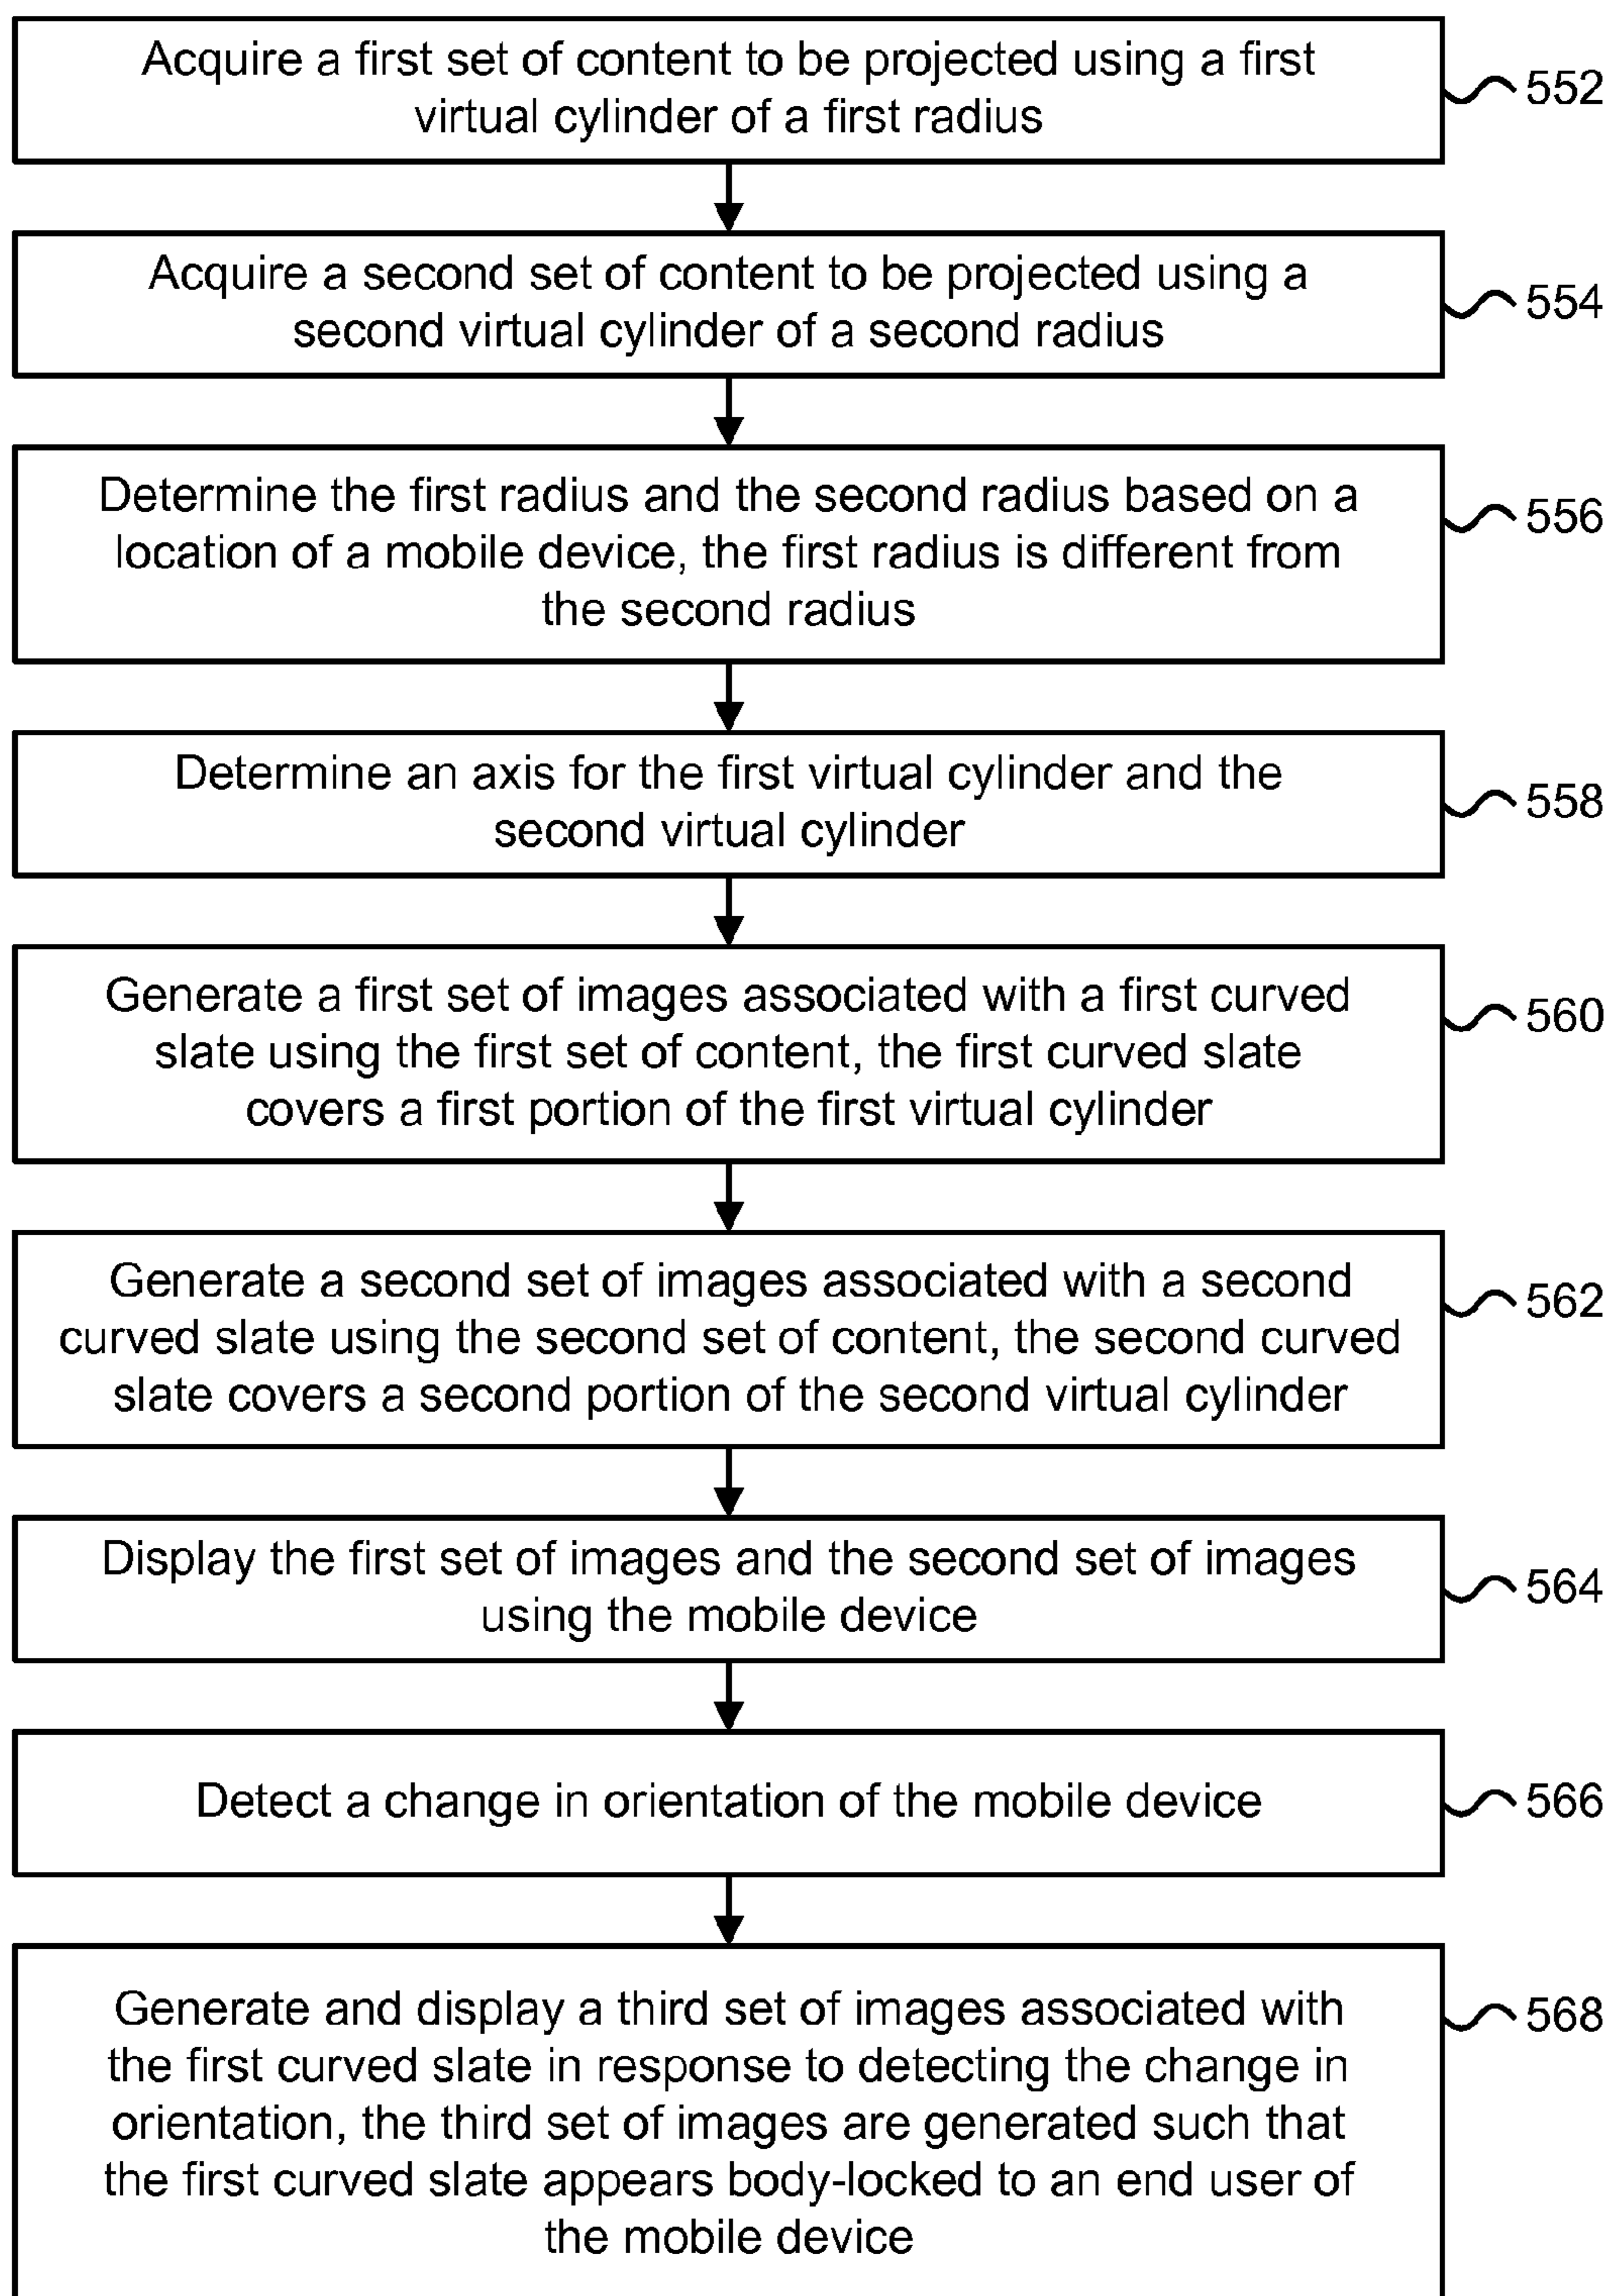 Acquire a first set of content to be projected using a first
virtual cylinder of a first radius
552
Acquire a second set of content to be projected using a
second virtual cylinder of a second radius
554
Determine the first radius and the second radius based on a
location of a mobile device, the first radius is different from
the second radius
556
Determine an axis for the first virtual cylinder and the
second virtual cylinder
558
Generate a first set of images associated with a first curved
slate using the first set of content, the first curved slate
covers a first portion of the first virtual cylinder
560
Generate a second set of images associated with a second
curved slate using the second set of content, the second curved
slate covers a second portion of the second virtual cylinder
562
Display the first set of images and the second set of images
using the mobile device
564
Detect a change in orientation of the mobile device
566
Generate and display a third set of images associated with
the first curved slate in response to detecting the change in
orientation, the third set of images are generated such that
the first curved slate appears body-locked to an end user of
the mobile device
568